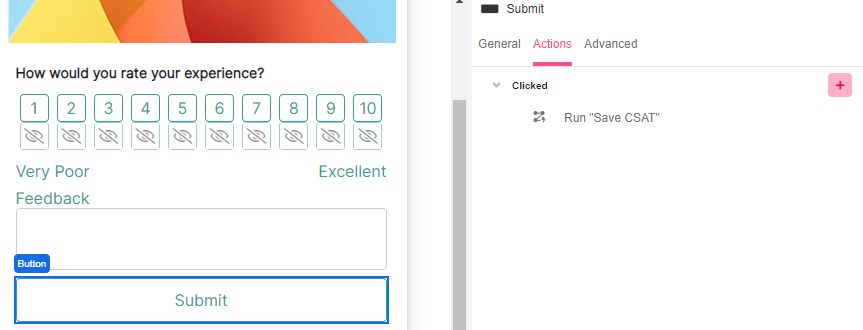 How would you rate your experience?
1 2 3 4 5 6 7 8 9 10
Very Poor Excellent
Feedback
Button
Submit
Submit
General Actions Advanced
Clicked +
Run "Save CSAT"